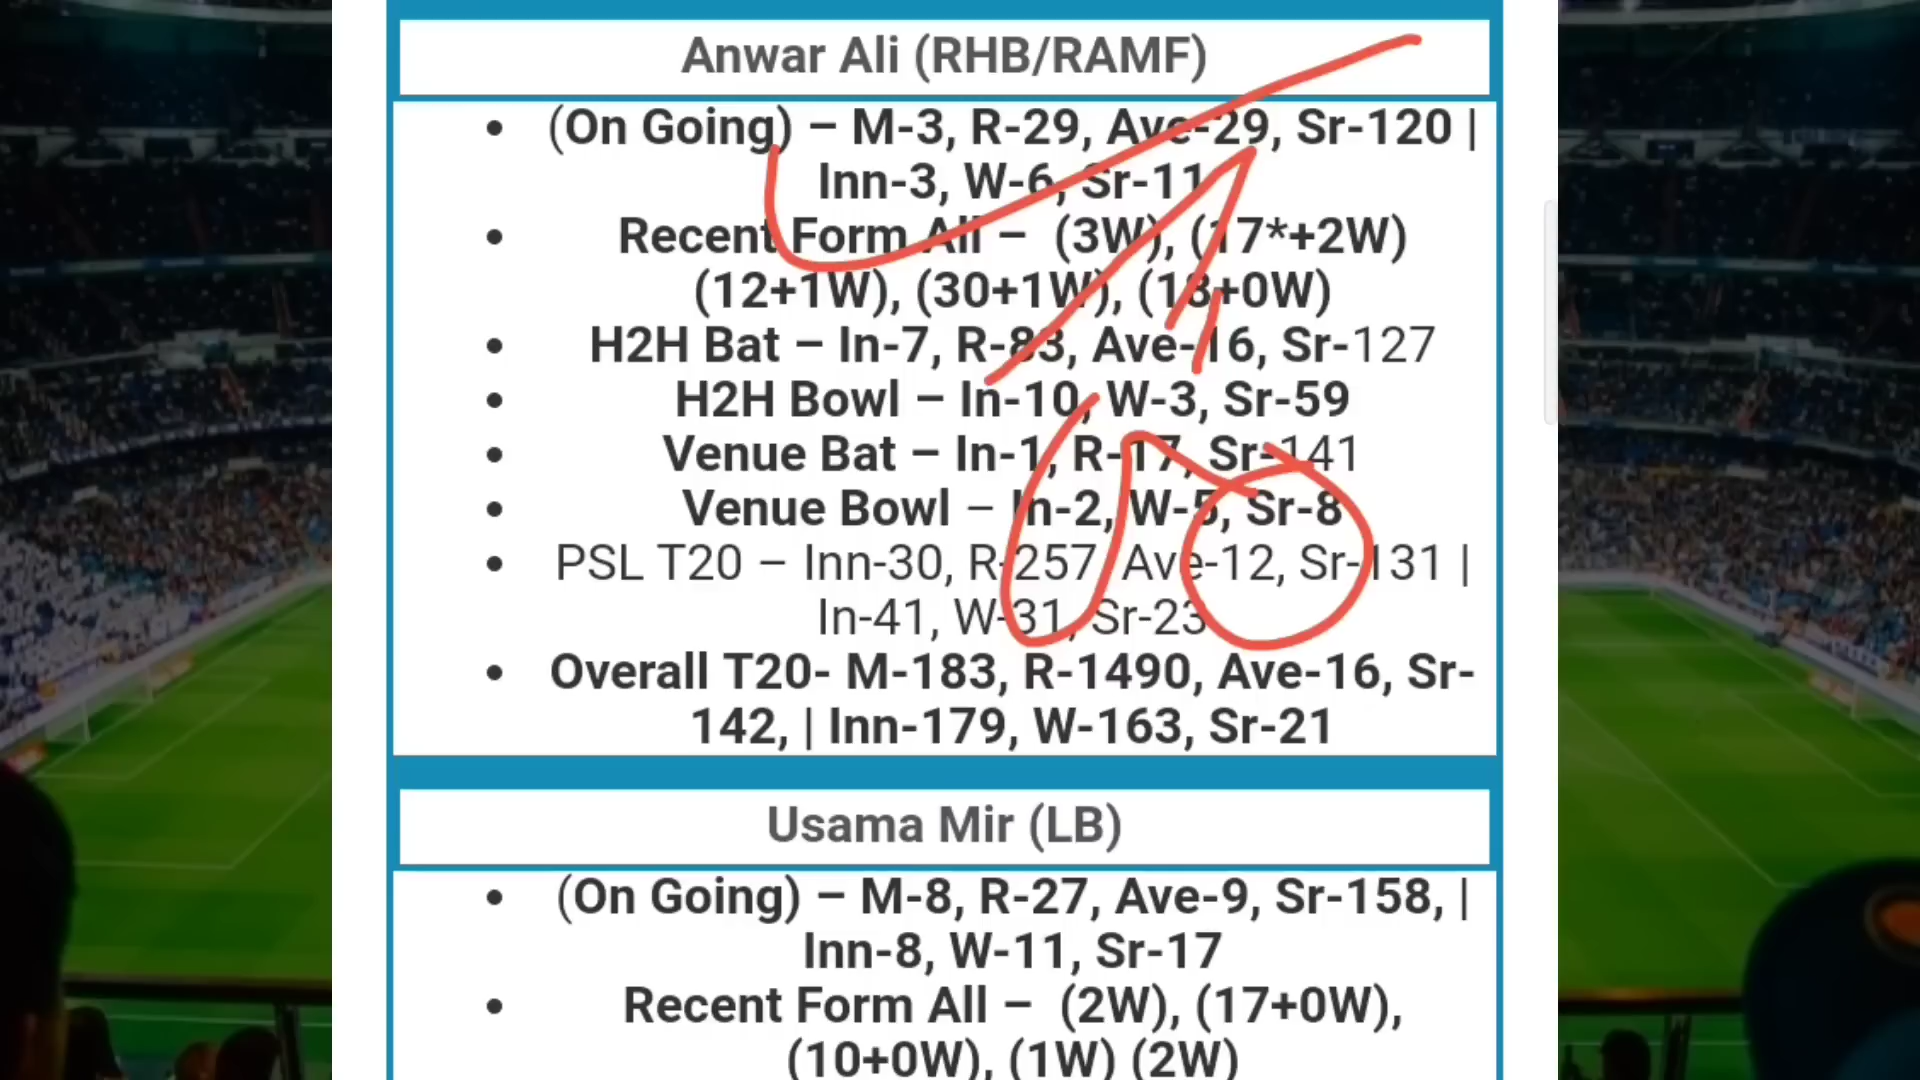 Anwar Ali (RHB/RAMF)
(On Going) – M-3, R-29, Ave-29, Sr-120 |
Inn-3, W-6, Sr-11
Recent Form All – (3W), (17*+2W)
(12+1W), (30+1W), (18+0W)
H2H Bat – In-7, R-83, Ave-16, Sr-127
H2H Bowl – In-10, W-3, Sr-59
Venue Bat – In-1, R-17, Sr-141
Venue Bowl – In-2, W-5, Sr-8
PSL T20 – Inn-30, R-257, Ave-12, Sr-131 |
In-41, W-31, Sr-23
Overall T20- M-183, R-1490, Ave-16, Sr-
142, | Inn-179, W-163, Sr-21
Usama Mir (LB)
(On Going) – M-8, R-27, Ave-9, Sr-158, |
Inn-8, W-11, Sr-17
Recent Form All – (2W), (17+0W),
(10+0W), (1W) (2W)